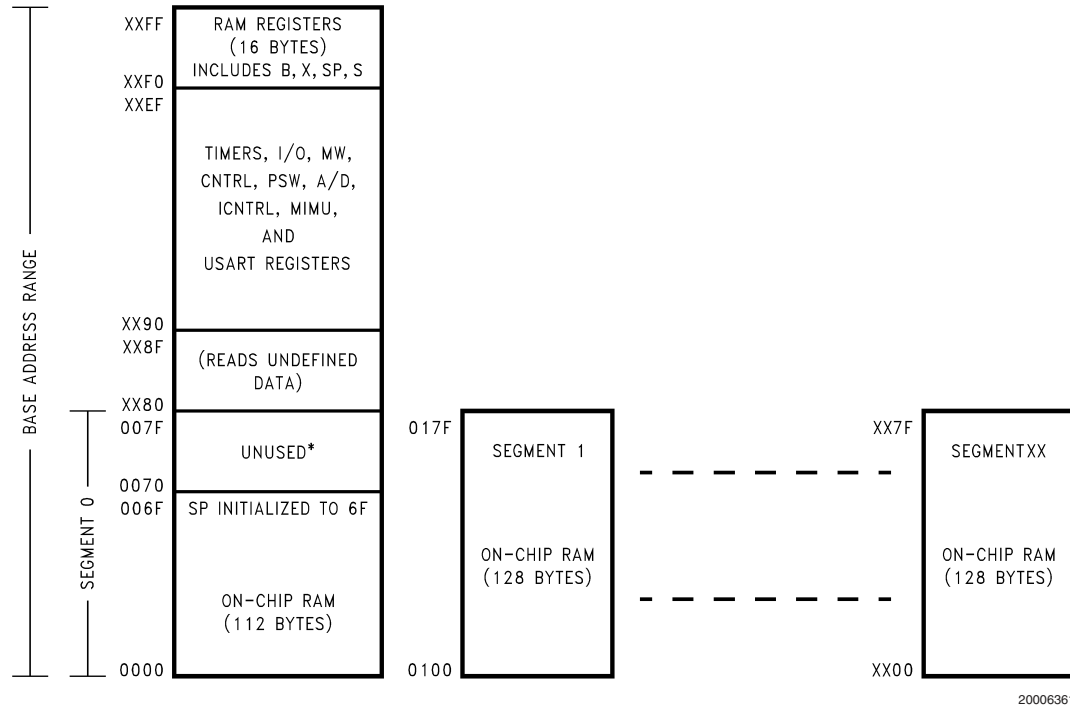 XXFF
RAM REGISTERS
(16 BYTES)
INCLUDES B, X, SP, S
XXF0
XXEF
TIMERS, I/O, MW,
CNTRL, PSW, A/D,
ICNTRL, MIMU,
AND
USART REGISTERS
XX90
XX8F
(READS UNDEFINED
DATA)
XX80
007F
UNUSED*
0070
006F
SP INITIALIZED TO 6F
ON-CHIP RAM
(112 BYTES)
0000
BASE ADDRESS RANGE
SEGMENT 0
017F
SEGMENT 1
ON-CHIP RAM
(128 BYTES)
0100
XX7F
SEGMENTXX
ON-CHIP RAM
(128 BYTES)
XX00
20006361